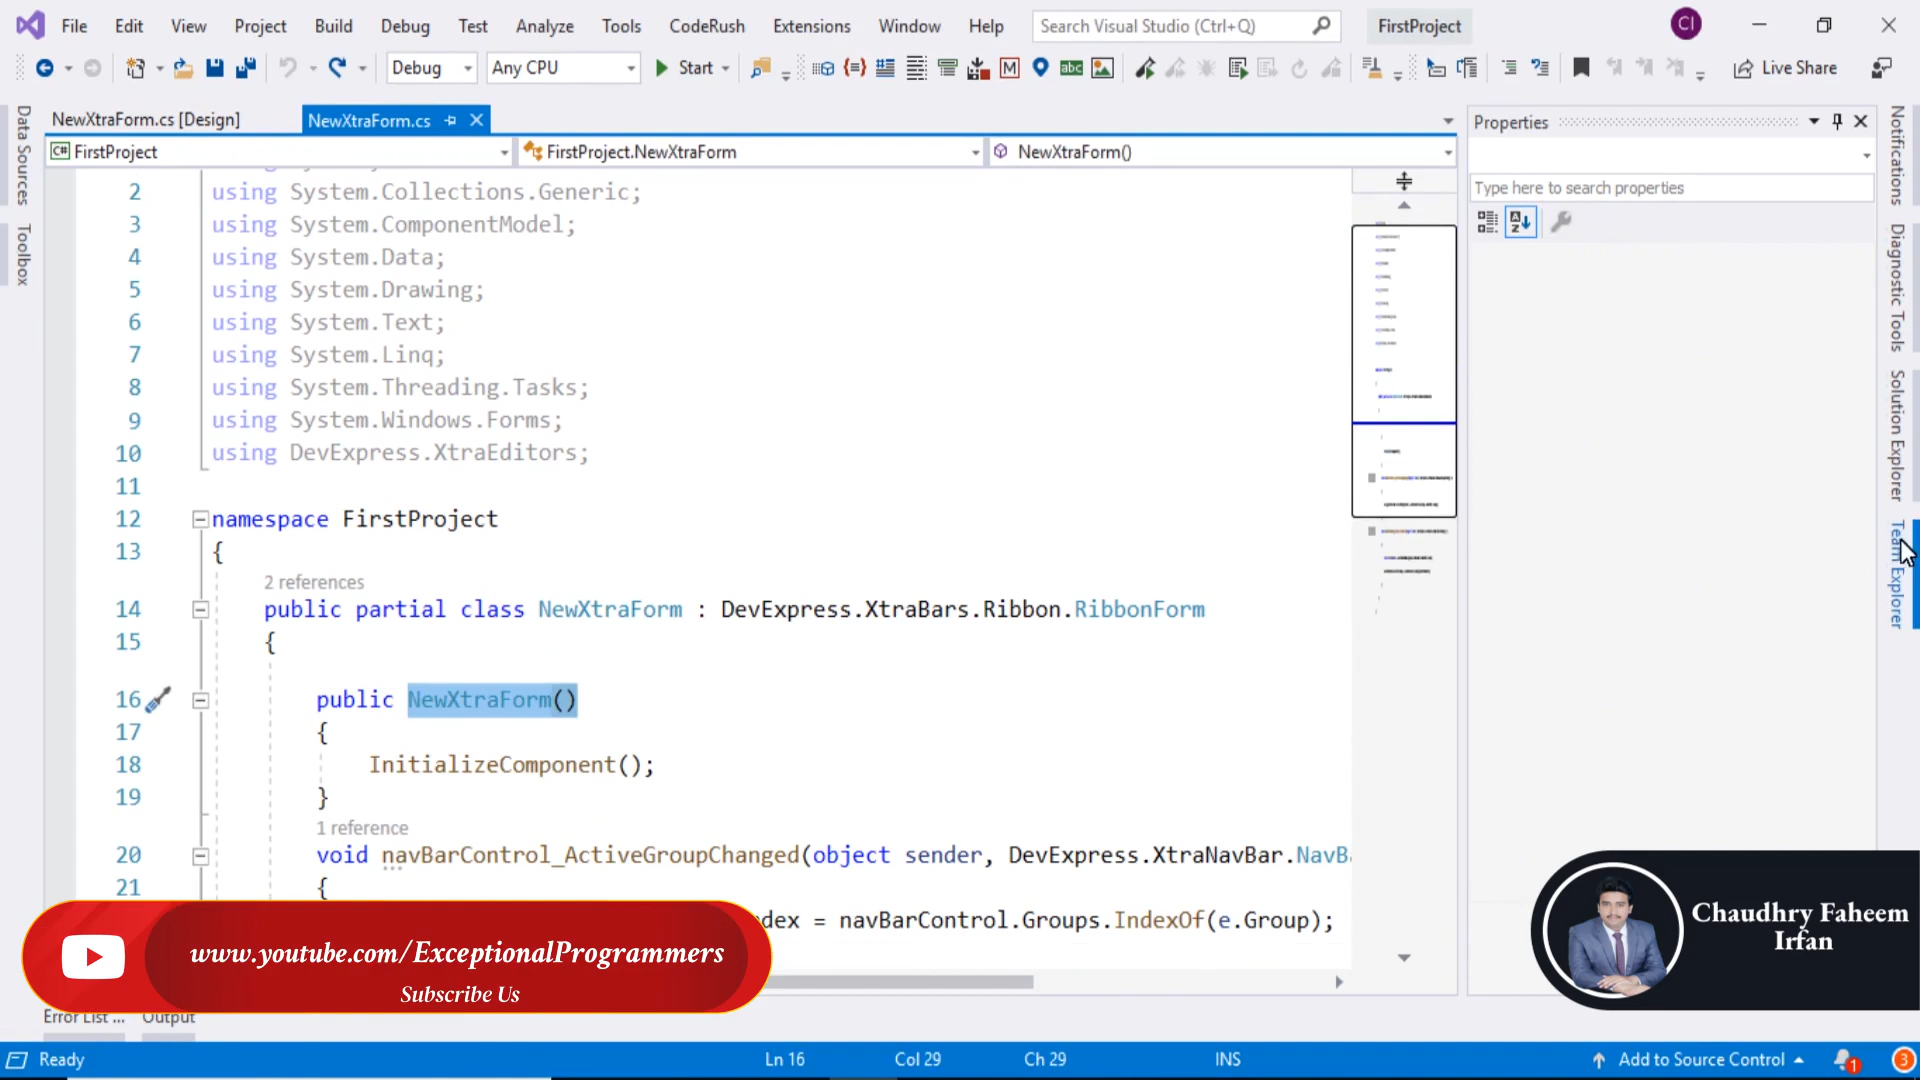 File Edit View Project Build Debug Test Analyze Tools CodeRush Extensions Window Help Search Visual Studio (Ctrl+Q) FirstProject CI
Debug Any CPU Start M abc Live Share
NewXtraForm.cs [Design] NewXtraForm.cs
C# FirstProject FirstProject.NewXtraForm NewXtraForm()
2 using System.Collections.Generic;
3 using System.ComponentModel;
4 using System.Data;
5 using System.Drawing;
6 using System.Text;
7 using System.Linq;
8 using System.Threading.Tasks;
9 using System.Windows.Forms;
10 using DevExpress.XtraEditors;
11
12 namespace FirstProject
13 {
2 references
14 public partial class NewXtraForm : DevExpress.XtraBars.Ribbon.RibbonForm
15 {
16 public NewXtraForm()
17 {
18 InitializeComponent();
19 }
1 reference
20 void navBarControl_ActiveGroupChanged(object sender, DevExpress.XtraNavBar.NavB
21 {
ndex = navBarControl.Groups.IndexOf(e.Group);
Data Sources
Toolbox
Properties
Type here to search properties
Notifications
Diagnostic Tools
Solution Explorer
Team Explorer
www.youtube.com/ExceptionalProgrammers
Subscribe Us
Chaudhry Faheem
Irfan
Error List ... Output
Ready Ln 16 Col 29 Ch 29 INS Add to Source Control 1 3